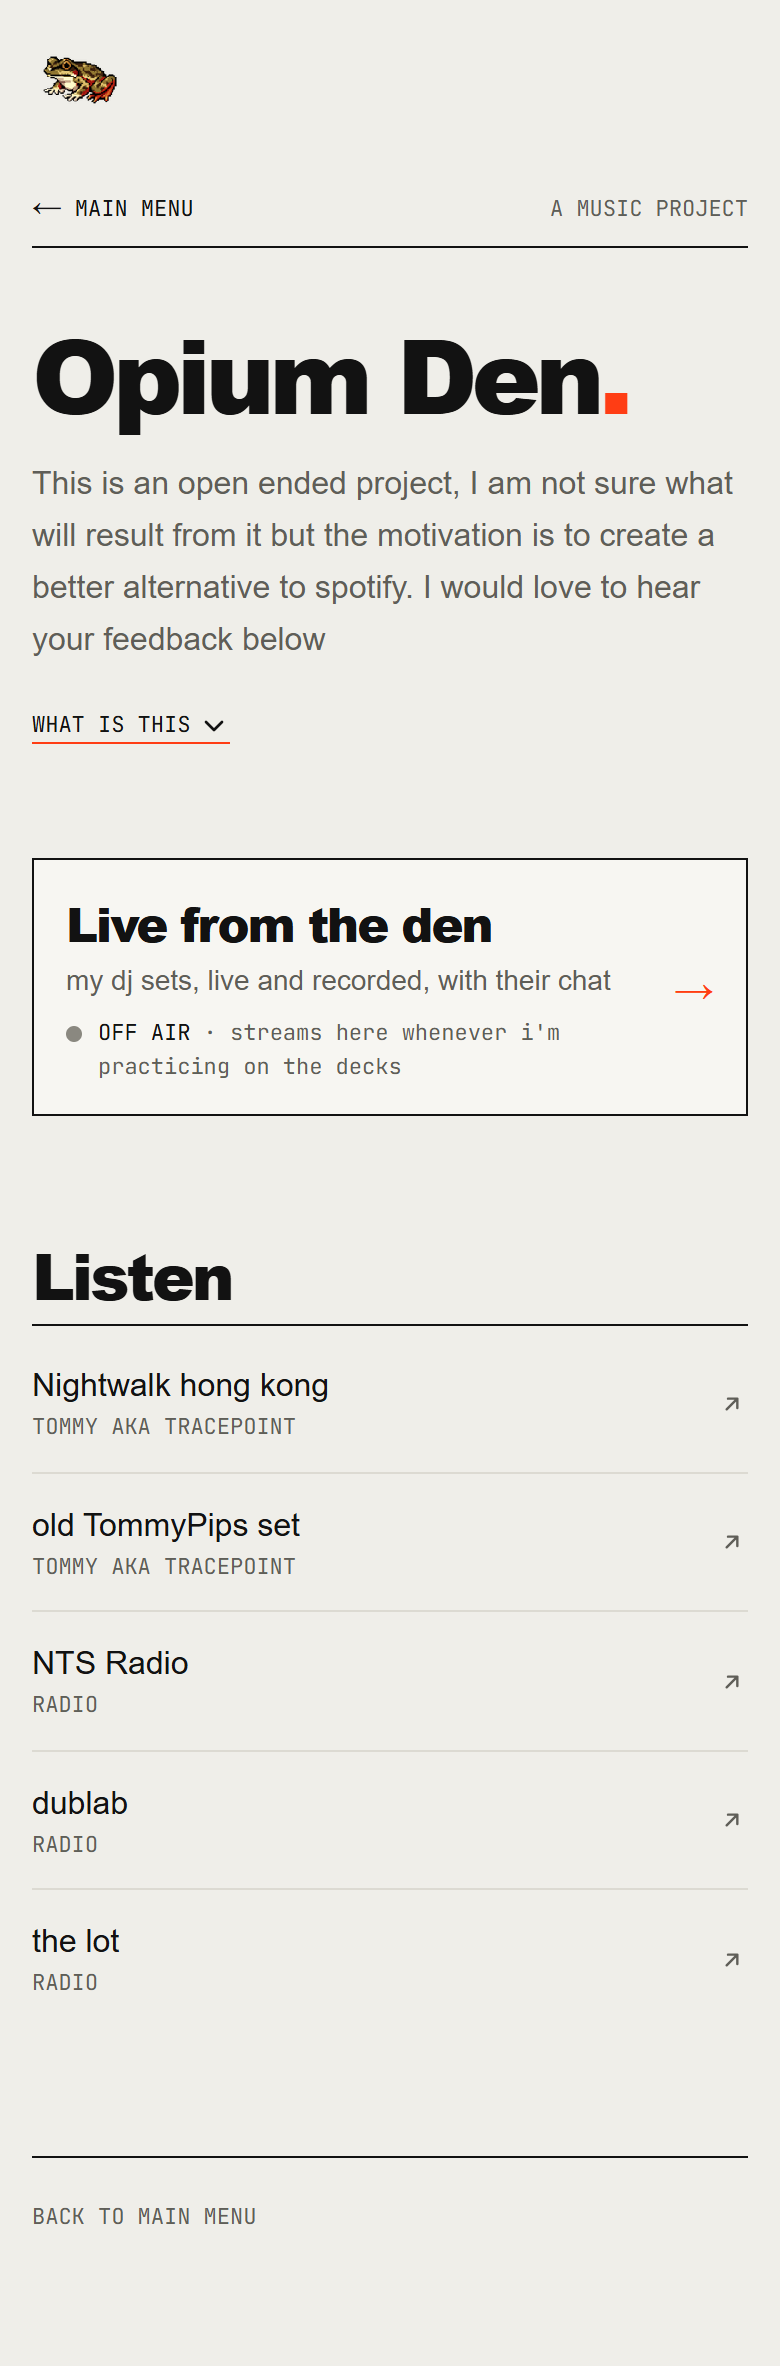 ← MAIN MENU
A MUSIC PROJECT
Opium Den.
This is an open ended project, I am not sure what
will result from it but the motivation is to create a
better alternative to spotify. I would love to hear
your feedback below
WHAT IS THIS
Live from the den
my dj sets, live and recorded, with their chat
→
OFF AIR · streams here whenever i'm
practicing on the decks
Listen
Nightwalk hong kong
TOMMY AKA TRACEPOINT
↗
old TommyPips set
TOMMY AKA TRACEPOINT
↗
NTS Radio
RADIO
↗
dublab
RADIO
↗
the lot
RADIO
↗
BACK TO MAIN MENU